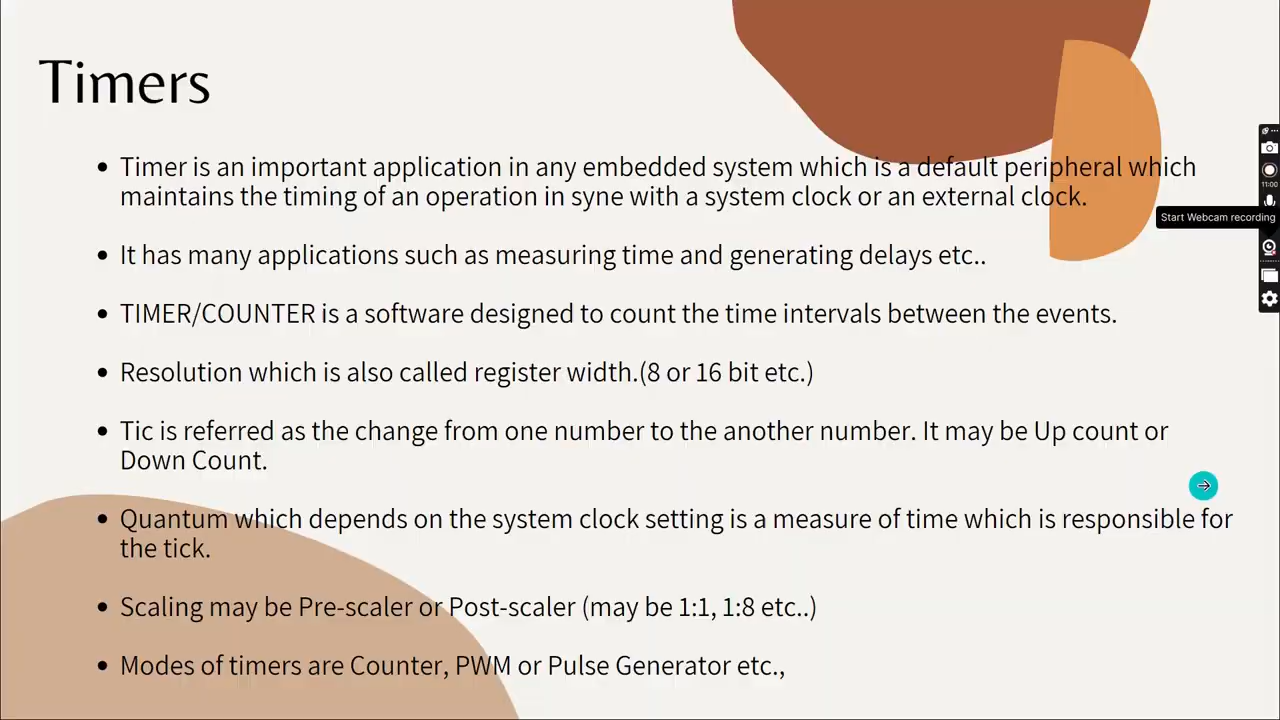 Timers
• Timer is an important application in any embedded system which is a default peripheral which
maintains the timing of an operation in syne with a system clock or an external clock.
• It has many applications such as measuring time and generating delays etc..
• TIMER/COUNTER is a software designed to count the time intervals between the events.
• Resolution which is also called register width.(8 or 16 bit etc.)
• Tic is referred as the change from one number to the another number. It may be Up count or
Down Count.
• Quantum which depends on the system clock setting is a measure of time which is responsible for
the tick.
• Scaling may be Pre-scaler or Post-scaler (may be 1:1, 1:8 etc..)
• Modes of timers are Counter, PWM or Pulse Generator etc.,
11:00
Start Webcam recording